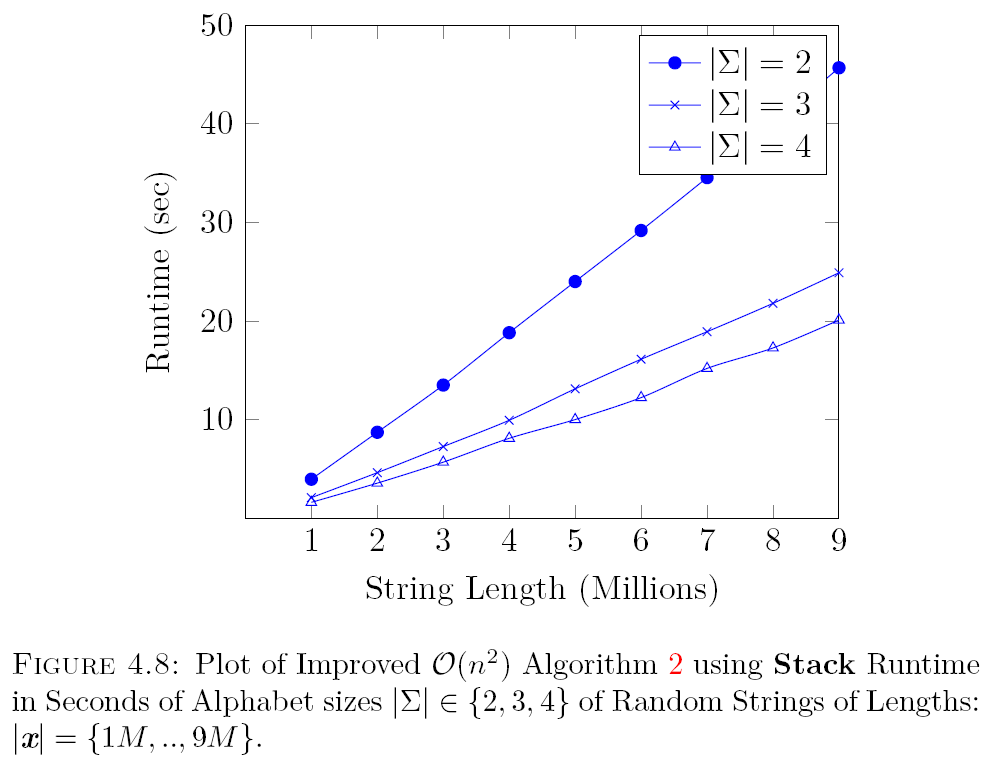 50
40
30
20
10
Runtime (sec)
|Σ| = 2
|Σ| = 3
|Σ| = 4
1 2 3 4 5 6 7 8 9
String Length (Millions)
FIGURE 4.8: Plot of Improved 𝒪(n²) Algorithm 2 using Stack Runtime
in Seconds of Alphabet sizes |Σ| ∈ {2, 3, 4} of Random Strings of Lengths:
|x| = {1M, .., 9M}.